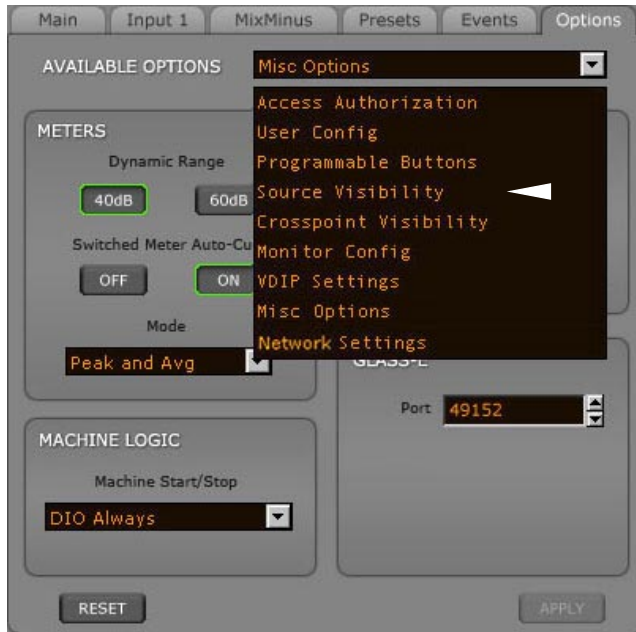 Main Input 1 MixMinus Presets Events Options
AVAILABLE OPTIONS Misc Options
Access Authorization
User Config
Programmable Buttons
Source Visibility
Crosspoint Visibility
Monitor Config
VDIP Settings
Misc Options
Network Settings
METERS
Dynamic Range
40dB 60dB
Switched Meter Auto-Cu
OFF ON
Mode
Peak and Avg
GLASS-E
Port 49152
MACHINE LOGIC
Machine Start/Stop
DIO Always
RESET APPLY